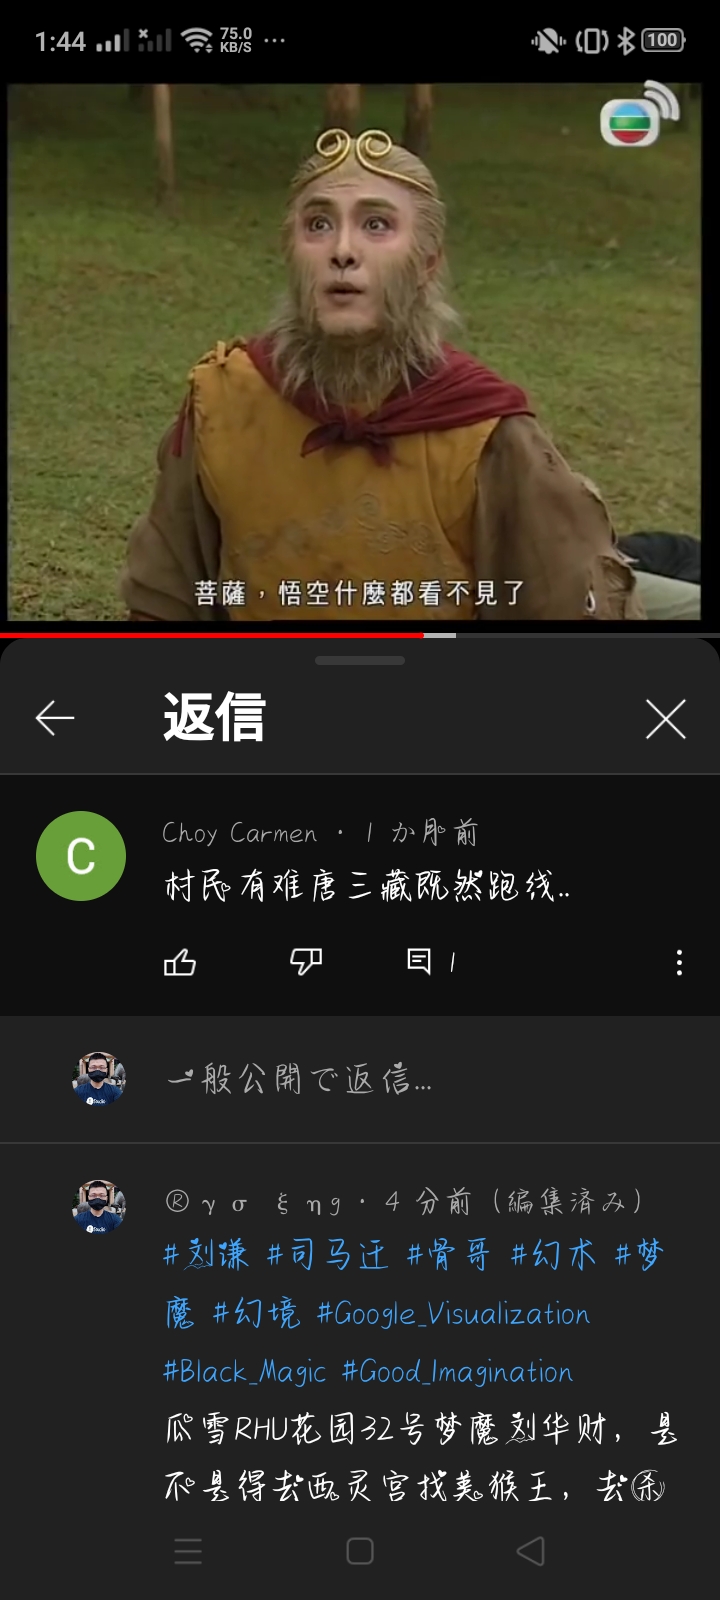 1:44
75.0
KB/S
100
菩薩，悟空什麼都看不見了
返信
C
Choy Carmen · 1 か月前
村民有难唐三藏既然跑线..
1
一般公開で返信...
® γ σ ξ η g · 4 分前（編集済み）
#刘谦 #司马迁 #骨哥 #幻术 #梦
魔 #幻境 #Google_Visualization
#Black_Magic #Good_Imagination
瓜雪RHU花园32号梦魔刘华财，是
不是得去西灵宫找美猴王，去㊍